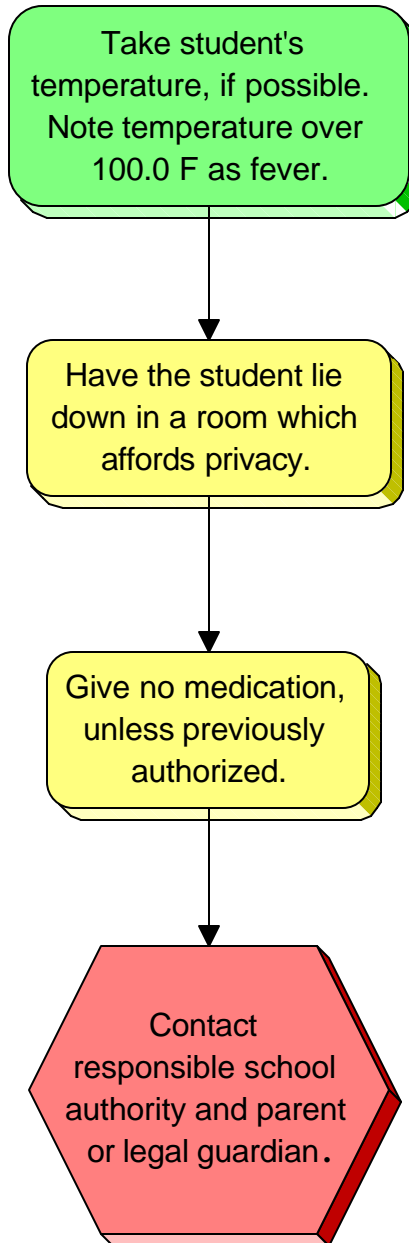 Take student's
temperature, if possible.
Note temperature over
100.0 F as fever.
Have the student lie
down in a room which
affords privacy.
Give no medication,
unless previously
authorized.
Contact
responsible school
authority and parent
or legal guardian.